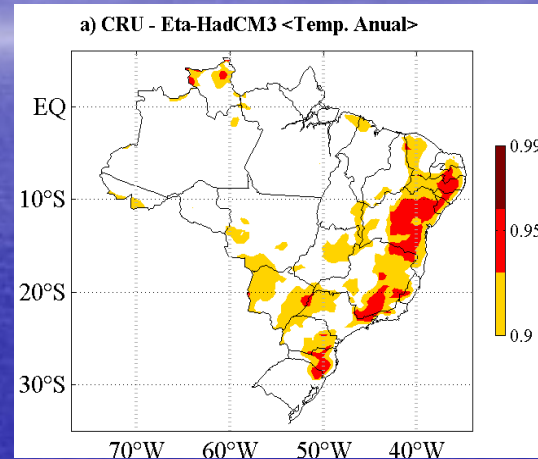 a) CRU - Eta-HadCM3 <Temp. Anual>
EQ
10°S
20°S
30°S
70°W 60°W 50°W 40°W
0.99
0.95
0.9